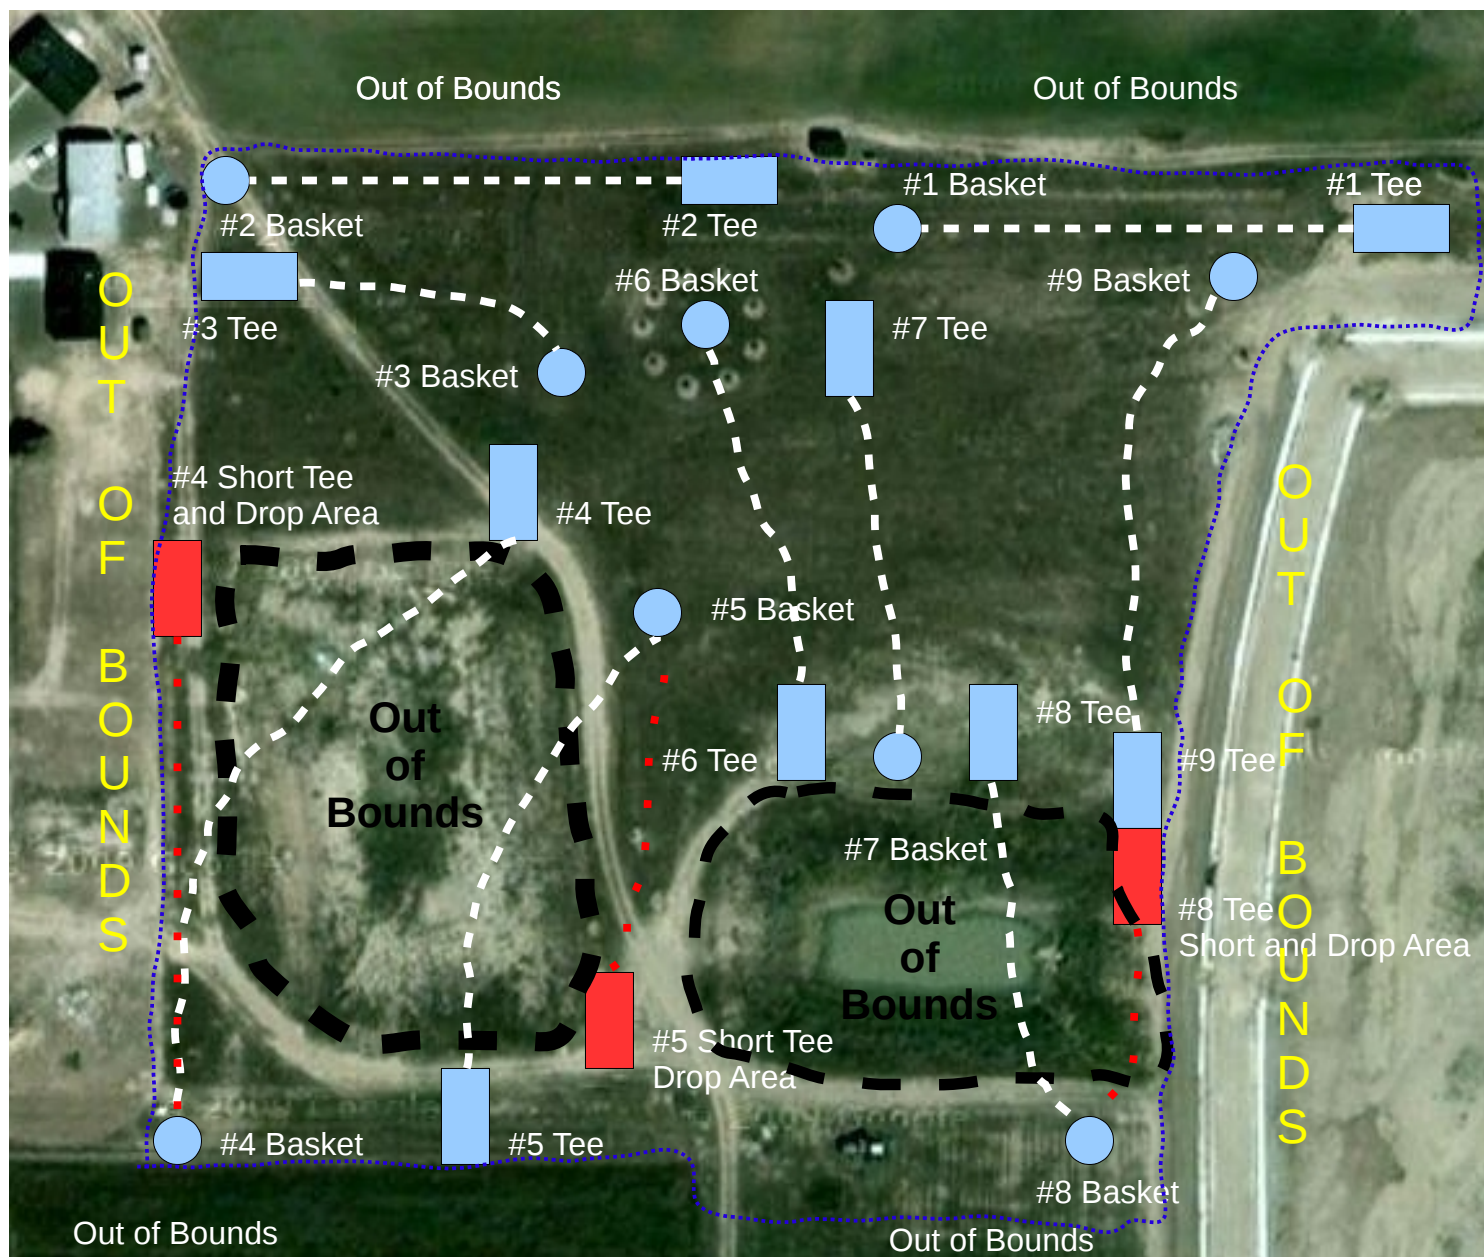 Out of Bounds
Out of Bounds
#1 Basket
#1 Tee
#2 Basket
#2 Tee
#6 Basket
#9 Basket
#3 Tee
#7 Tee
#3 Basket
OUT OF BOUNDS
#4 Short Tee
and Drop Area
#4 Tee
OUT OF BOUNDS
#5 Basket
Out
of
Bounds
#8 Tee
#6 Tee
#9 Tee
#7 Basket
Out
of
Bounds
#8 Tee
Short and Drop Area
#5 Short Tee
Drop Area
#4 Basket
#5 Tee
#8 Basket
Out of Bounds
Out of Bounds